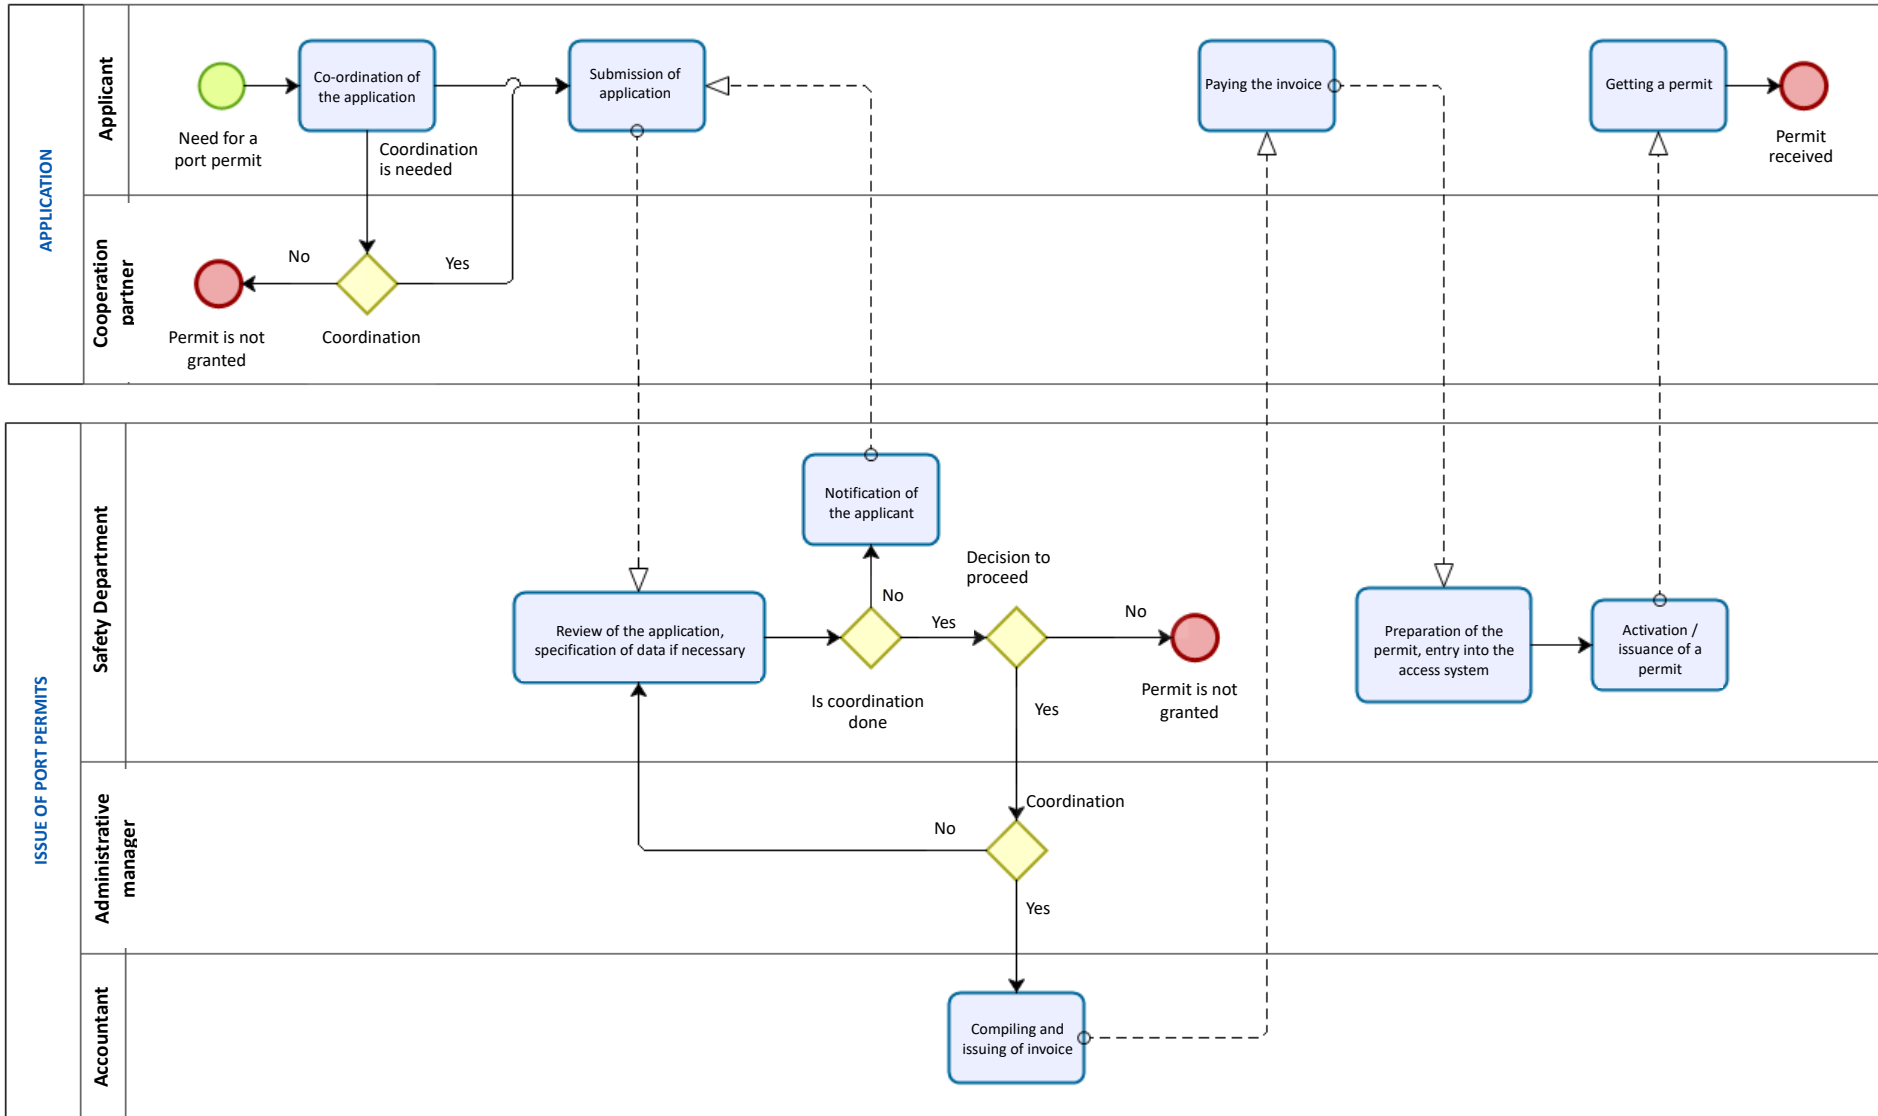 APPLICATION
Applicant
Need for a
port permit
Co-ordination of
the application
Coordination
is needed
Submission of
application
Paying the invoice
Getting a permit
Permit
received
Cooperation
partner
No
Yes
Permit is not
granted
Coordination
ISSUE OF PORT PERMITS
Safety Department
Notification of
the applicant
Decision to
proceed
Review of the application,
specification of data if necessary
No
Yes
No
Is coordination
done
Permit is not
granted
Yes
Preparation of the
permit, entry into the
access system
Activation /
issuance of a
permit
Administrative
manager
Coordination
No
Yes
Accountant
Compiling and
issuing of invoice